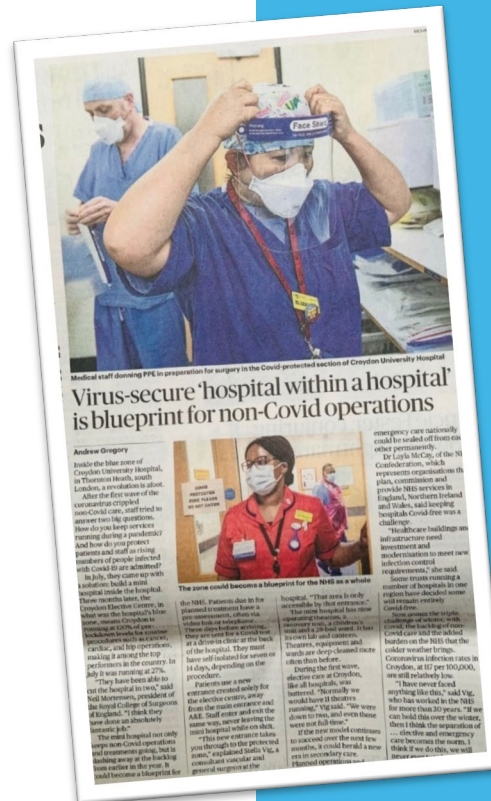 Face Shield
Medical staff donning PPE in preparation for surgery in the Covid-protected section of Croydon University Hospital
Virus-secure ‘hospital within a hospital’
is blueprint for non-Covid operations
Andrew Gregory
Inside the blue zone of
Croydon University Hospital,
in Thornton Heath, south
London, a revolution is afoot.
After the first wave of the
coronavirus crippled
non-Covid care, staff tried to
answer two big questions.
How do you keep services
running during a pandemic?
And how do you protect
patients and staff as rising
numbers of people infected
with Covid-19 are admitted?
In July, they came up with
a solution: build a mini
hospital inside the hospital.
Three months later, the
Croydon Elective Centre, in
what was the hospital's blue
zone, means Croydon is
running at 120% of pre-
lockdown levels for routine
procedures such as cancer,
cardiac, and hip operations,
making it among the top
performers in the country. In
July it was running at 27%.
"They have been able to
cut the hospital in two," said
Neil Mortensen, president of
the Royal College of Surgeons
of England. "I think they
have done an absolutely
fantastic job."
The mini hospital not only
keeps non-Covid operations
and treatments going, but is
slashing away at the backlog
from earlier in the year. It
could become a blueprint for
COVID
PROTECTED
ZONE PLEASE
DO NOT ENTER
The zone could become a blueprint for the NHS as a whole
the NHS. Patients due in for
planned treatment have a
pre-assessment, often via
video link or telephone.
Then, before arriving,
they are sent for a Covid test
at a drive-in clinic at the back
of the hospital. They must
have self-isolated for seven or
14 days, depending on the
procedure.
Patients use a new
entrance created solely for
the elective centre, away
from the main entrance and
A&E. Staff enter and exit the
same way, never leaving the
mini hospital while on shift.
"This new entrance takes
you through to the protected
zone," explained Stella Vig, a
consultant vascular and
general surgeon at the
hospital. "That area is only
accessible by that entrance."
The mini hospital has nine
operating theatres, a
recovery unit, a children's
unit and a 28-bed ward. It has
its own lab and canteen.
Theatres, equipment and
wards are deep-cleaned more
often than before.
During the first wave,
elective care at Croydon,
like all hospitals, was
battered. "Normally we
would have 11 theatres
running," Vig said. "We were
down to two, and even those
were not full-time."
If the new model continues
to succeed over the next few
months, it could herald a new
era in secondary care.
Planned operations and
emergency care nationally
could be sealed off from each
other permanently.
Dr Layla McCay, of the
Confederation, which
represents organisations
plan, commission and
provide NHS services in
England, Northern Ireland
and Wales, said keeping
hospitals Covid-free was a
challenge.
"Healthcare buildings and
infrastructure need
investment and
modernisation to meet new
infection control
requirements," she said.
Some trusts running a
number of hospitals in one
region have decided some
will remain entirely
Covid-free.
Now comes the triple
challenge of winter, with
Covid, the backlog of non-
Covid care and the added
burden on the NHS that the
colder weather brings.
Coronavirus infection rates in
Croydon, at 117 per 100,000,
are still relatively low.
"I have never faced
anything like this," said Vig,
who has worked in the NHS
for more than 30 years. "If we
can hold this over the winter,
then I think the separation of
… elective and emergency
care becomes the norm. I
think if we do this, we will